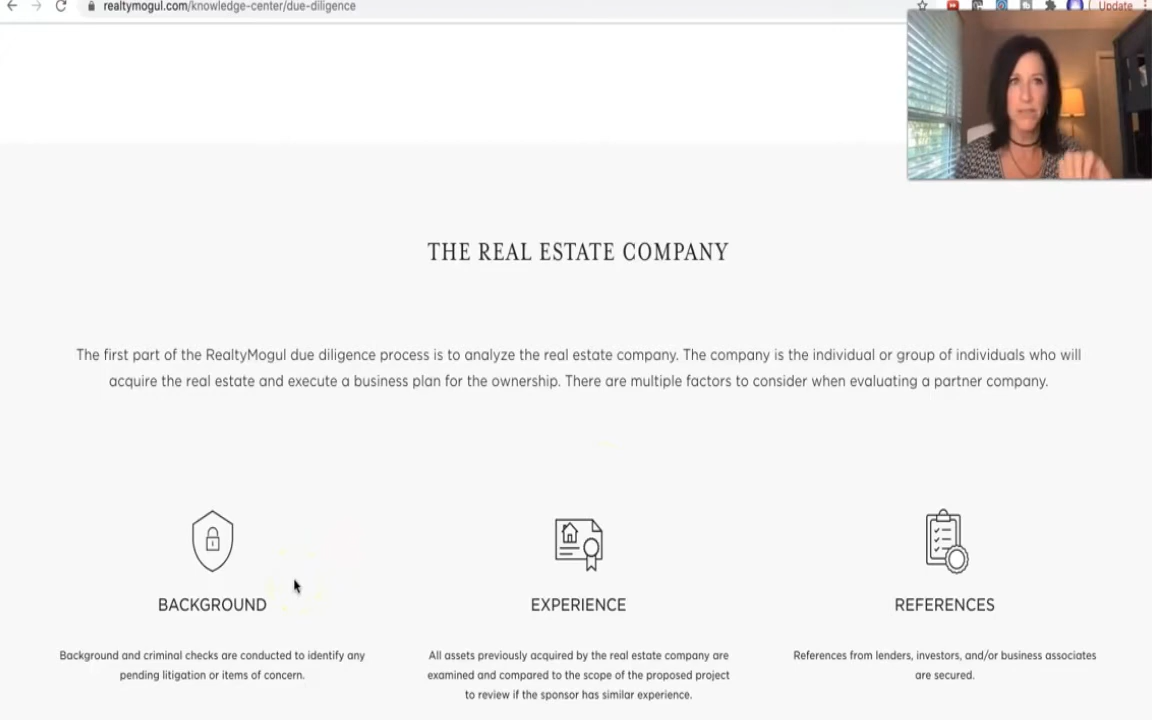 realtymogul.com/knowledge-center/due-diligence
Update
THE REAL ESTATE COMPANY
The first part of the RealtyMogul due diligence process is to analyze the real estate company. The company is the individual or group of individuals who will
acquire the real estate and execute a business plan for the ownership. There are multiple factors to consider when evaluating a partner company.
BACKGROUND
Background and criminal checks are conducted to identify any
pending litigation or items of concern.
EXPERIENCE
All assets previously acquired by the real estate company are
examined and compared to the scope of the proposed project
to review if the sponsor has similar experience.
REFERENCES
References from lenders, investors, and/or business associates
are secured.